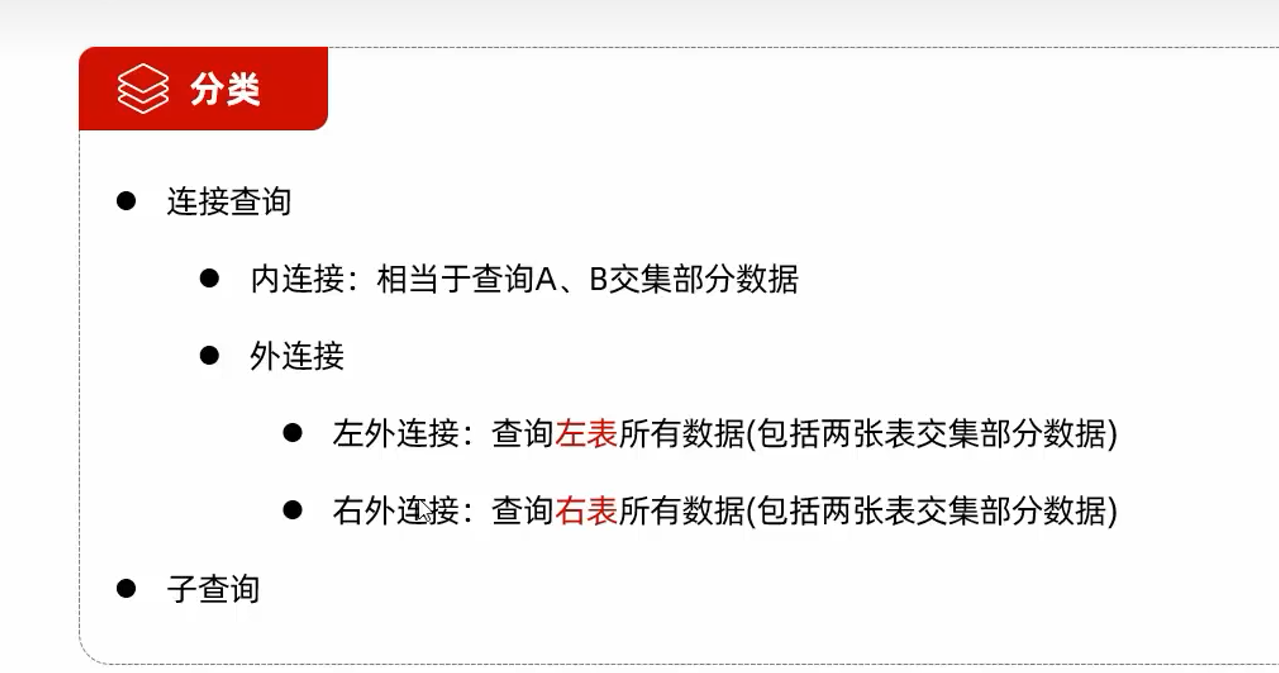 分类
连接查询
内连接：相当于查询A、B交集部分数据
外连接
左外连接：查询左表所有数据(包括两张表交集部分数据)
右外连接：查询右表所有数据(包括两张表交集部分数据)
子查询